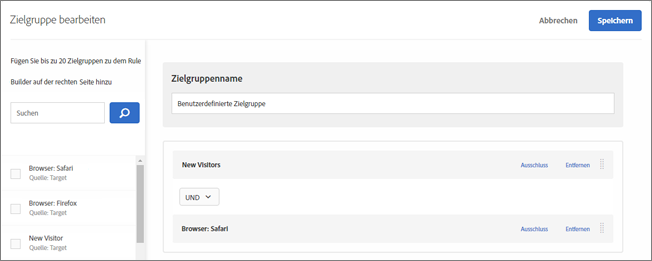 Zielgruppe bearbeiten
Abbrechen
Speichern
Fügen Sie bis zu 20 Zielgruppen zu dem Rule
Builder auf der rechten Seite hinzu
Suchen
Browser: Safari
Quelle: Target
Browser: Firefox
Quelle: Target
New Visitor
Quelle: Target
Zielgruppenname
Benutzerdefinierte Zielgruppe
New Visitors
Ausschluss
Entfernen
UND
Browser: Safari
Ausschluss
Entfernen